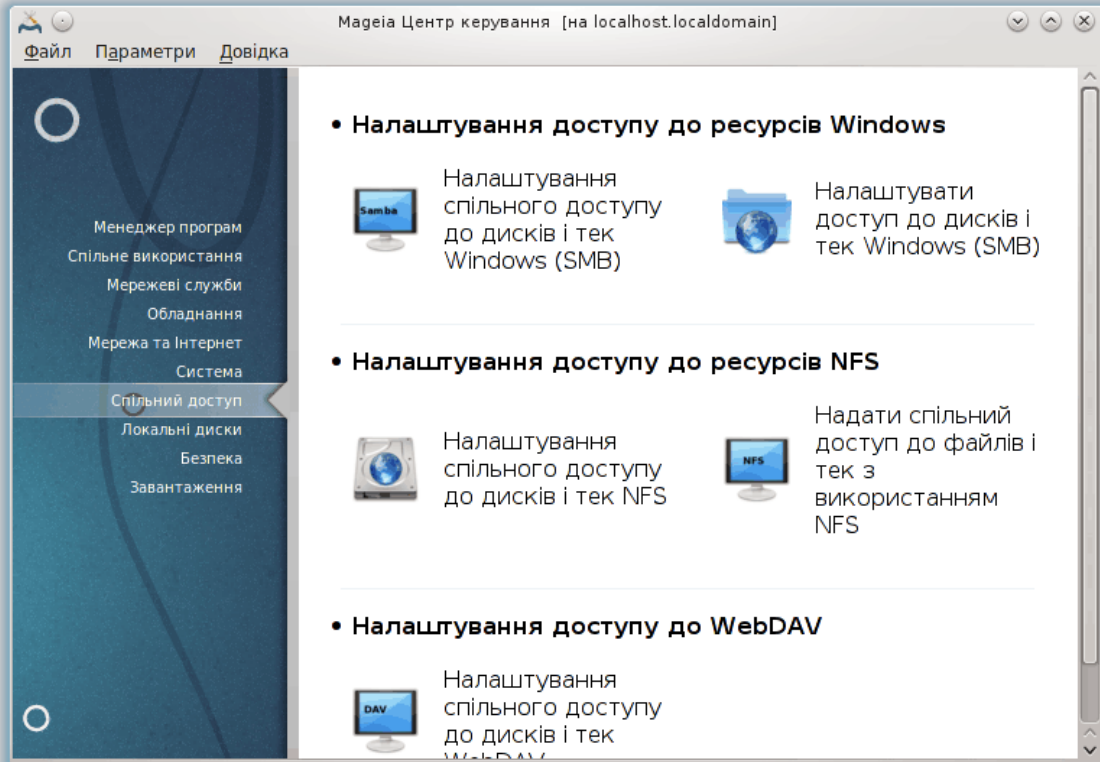 Mageia Центр керування [на localhost.localdomain]
Файл Параметри Довідка
Менеджер програм
Спільне використання
Мережеві служби
Обладнання
Мережа та Інтернет
Система
Спільний доступ
Локальні диски
Безпека
Завантаження
• Налаштування доступу до ресурсів Windows
Samba
Налаштування
спільного доступу
до дисків і тек
Windows (SMB)
Налаштувати
доступ до дисків і
тек Windows (SMB)
• Налаштування доступу до ресурсів NFS
Налаштування
спільного доступу
до дисків і тек NFS
NFS
Надати спільний
доступ до файлів і
тек з
використанням
NFS
• Налаштування доступу до WebDAV
DAV
Налаштування
спільного доступу
до дисків і тек
WebDAV